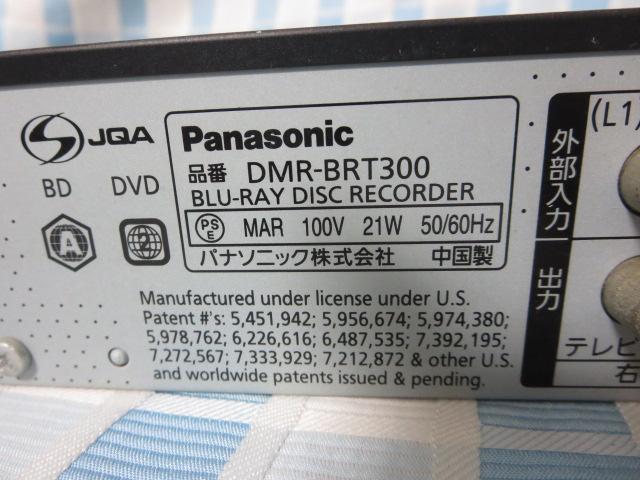 JQA
BD DVD
A 2
Panasonic
品番 DMR-BRT300
BLU-RAY DISC RECORDER
PS
E MAR 100V 21W 50/60Hz
パナソニック株式会社 中国製
Manufactured under license under U.S.
Patent #'s: 5,451,942; 5,956,674; 5,974,380;
5,978,762; 6,226,616; 6,487,535; 7,392,195;
7,272,567; 7,333,929; 7,212,872 & other U.S.
and worldwide patents issued & pending.
(L1)
外部入力
出力
テレビ
右